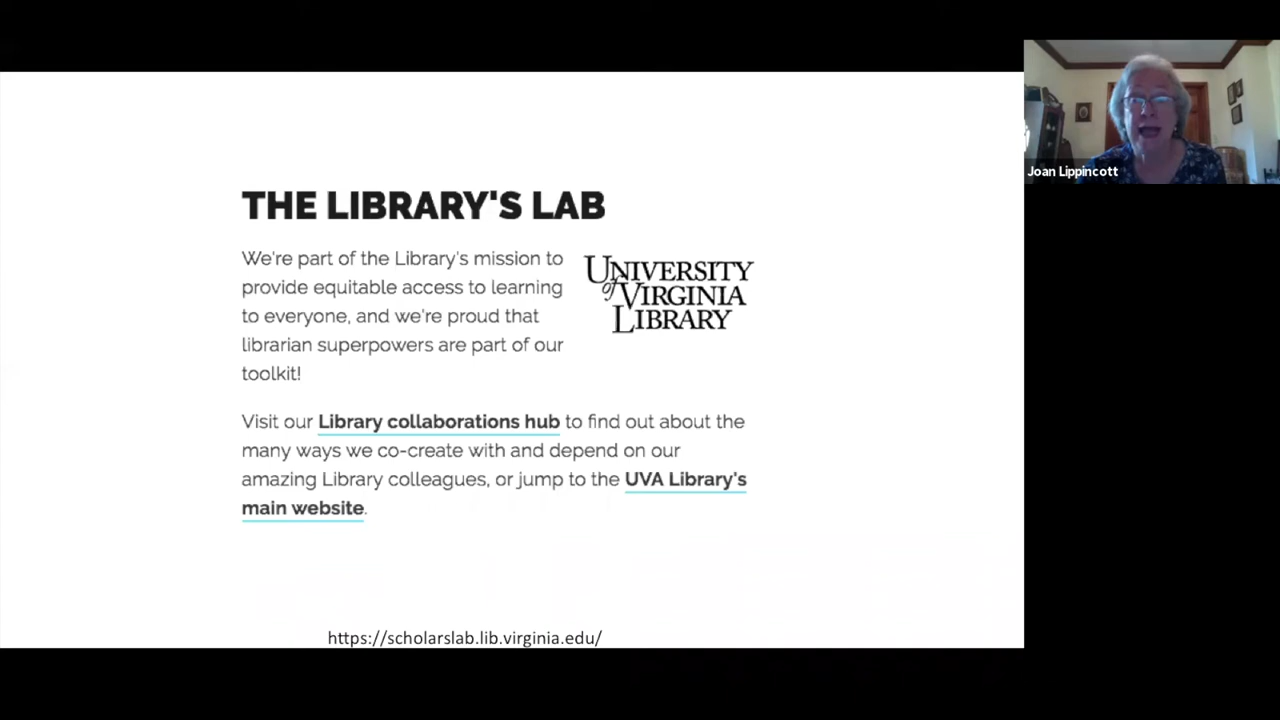 THE LIBRARY'S LAB
We're part of the Library's mission to
provide equitable access to learning
to everyone, and we're proud that
librarian superpowers are part of our
toolkit!
UNIVERSITY
of VIRGINIA
LIBRARY
Visit our Library collaborations hub to find out about the
many ways we co-create with and depend on our
amazing Library colleagues, or jump to the UVA Library's
main website.
https://scholarslab.lib.virginia.edu/
Joan Lippincott